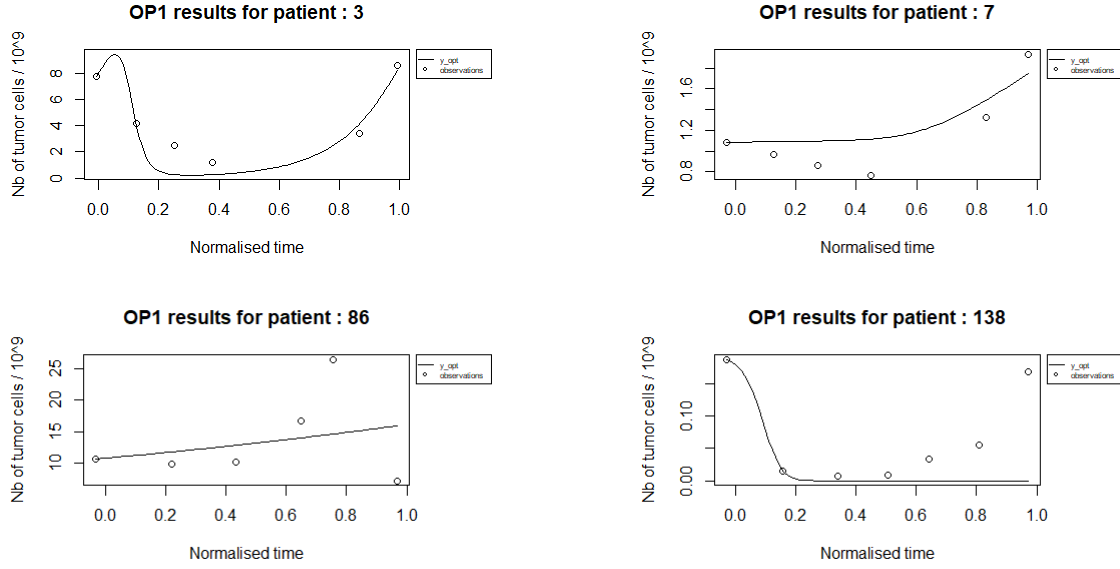 OP1 results for patient : 3
Nb of tumor cells / 10^9
8
6
4
2
0
0.0 0.2 0.4 0.6 0.8 1.0
Normalised time
y_opt
observations
OP1 results for patient : 7
Nb of tumor cells / 10^9
1.6
1.2
0.8
0.0 0.2 0.4 0.6 0.8 1.0
Normalised time
y_opt
observations
OP1 results for patient : 86
Nb of tumor cells / 10^9
25
20
15
10
0.0 0.2 0.4 0.6 0.8 1.0
Normalised time
y_opt
observations
OP1 results for patient : 138
Nb of tumor cells / 10^9
0.10
0.00
0.0 0.2 0.4 0.6 0.8 1.0
Normalised time
y_opt
observations